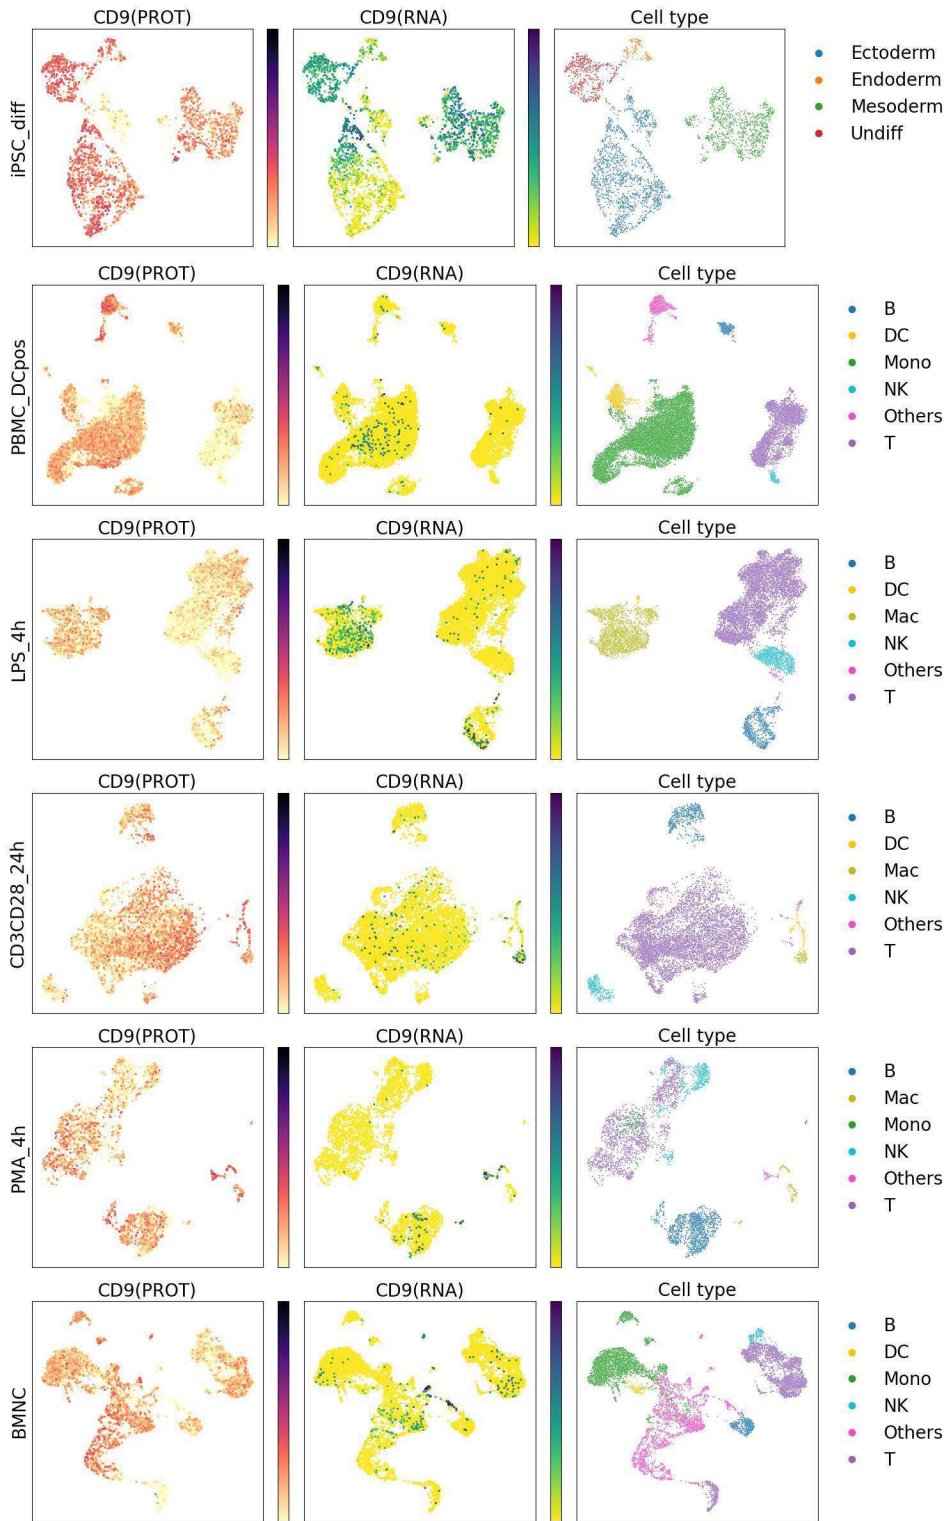 CD9(PROT) CD9(RNA) Cell type
iPSC_diff
Ectoderm
Endoderm
Mesoderm
Undiff
CD9(PROT) CD9(RNA) Cell type
PBMC_DCpos
B
DC
Mono
NK
Others
T
CD9(PROT) CD9(RNA) Cell type
LPS_4h
B
DC
Mac
NK
Others
T
CD9(PROT) CD9(RNA) Cell type
CD3CD28_24h
B
DC
Mac
NK
Others
T
CD9(PROT) CD9(RNA) Cell type
PMA_4h
B
Mac
Mono
NK
Others
T
CD9(PROT) CD9(RNA) Cell type
BMNC
B
DC
Mono
NK
Others
T